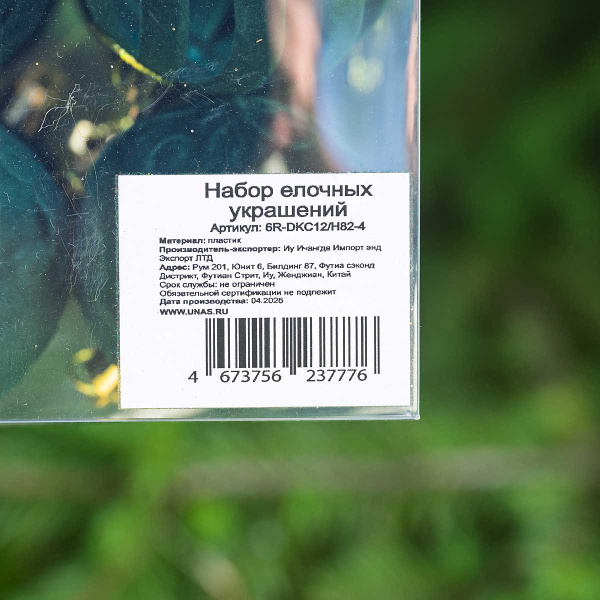 Набор елочных
украшений
Артикул: 6R-DKC12/H82-4
Материал: пластик
Производитель-экспортер: Иу Ичангда Импорт энд
Экспорт ЛТД
Адрес: Рум 201, Юнит 6, Билдинг 87, Футиа сэконд
Дистрикт, Футиан Стрит, Иу, Женджиан, Китай
Срок службы: не ограничен
Обязательной сертификации не подлежит
Дата производства: 04.2025
WWW.UNAS.RU
4 673756 237776